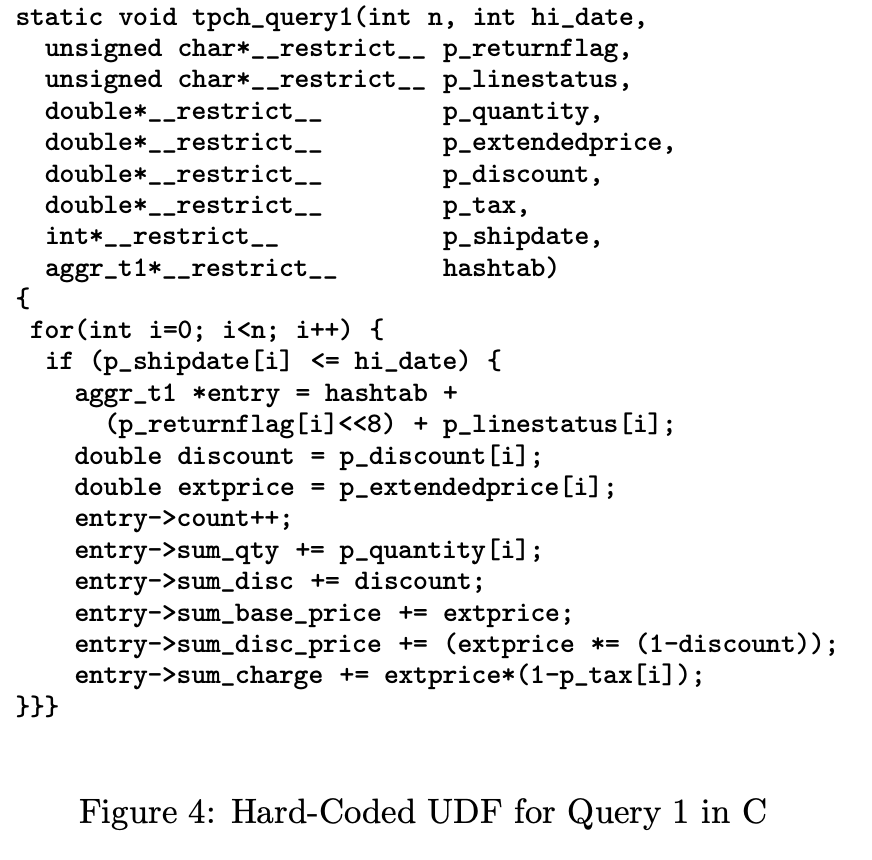 static void tpch_query1(int n, int hi_date,
  unsigned char*__restrict__ p_returnflag,
  unsigned char*__restrict__ p_linestatus,
  double*__restrict__        p_quantity,
  double*__restrict__        p_extendedprice,
  double*__restrict__        p_discount,
  double*__restrict__        p_tax,
  int*__restrict__           p_shipdate,
  aggr_t1*__restrict__       hashtab)
{
 for(int i=0; i<n; i++) {
  if (p_shipdate[i] <= hi_date) {
    aggr_t1 *entry = hashtab +
      (p_returnflag[i]<<8) + p_linestatus[i];
    double discount = p_discount[i];
    double extprice = p_extendedprice[i];
    entry->count++;
    entry->sum_qty += p_quantity[i];
    entry->sum_disc += discount;
    entry->sum_base_price += extprice;
    entry->sum_disc_price += (extprice *= (1-discount));
    entry->sum_charge += extprice*(1-p_tax[i]);
}}}
Figure 4: Hard-Coded UDF for Query 1 in C